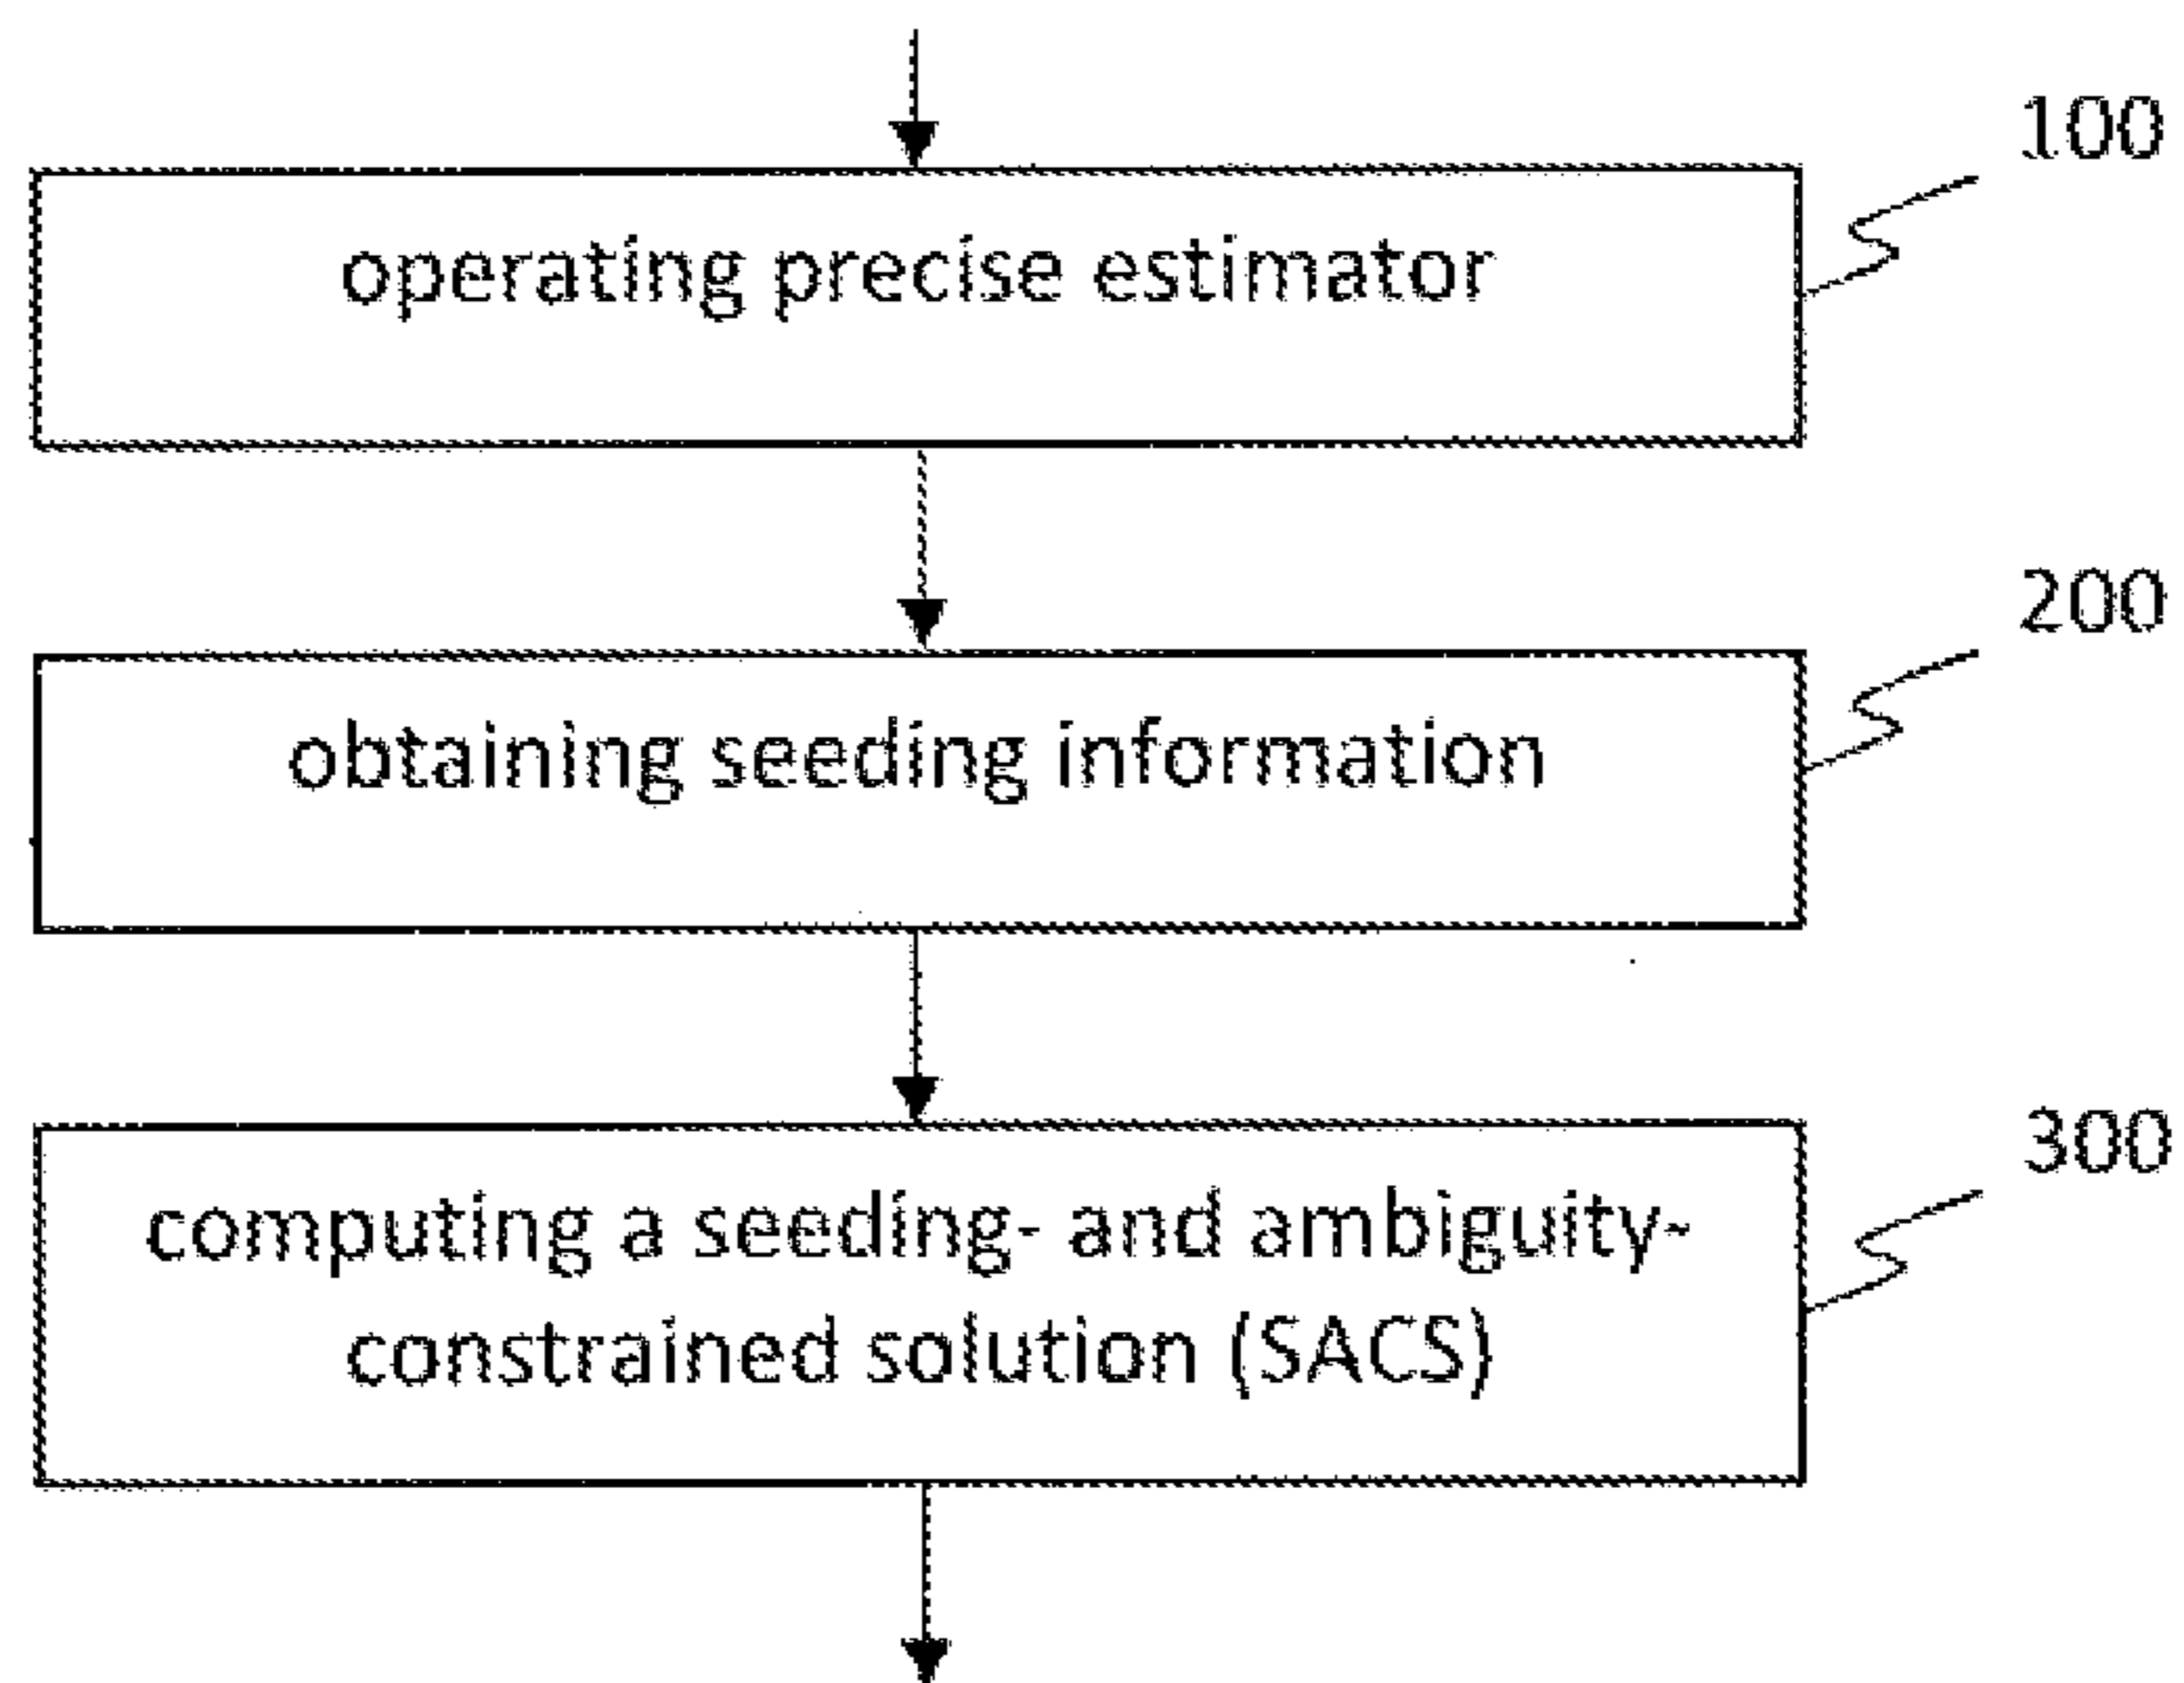 100
operating precise estimator
200
obtaining seeding information
300
computing a seeding- and ambiguity-
constrained solution (SACS)